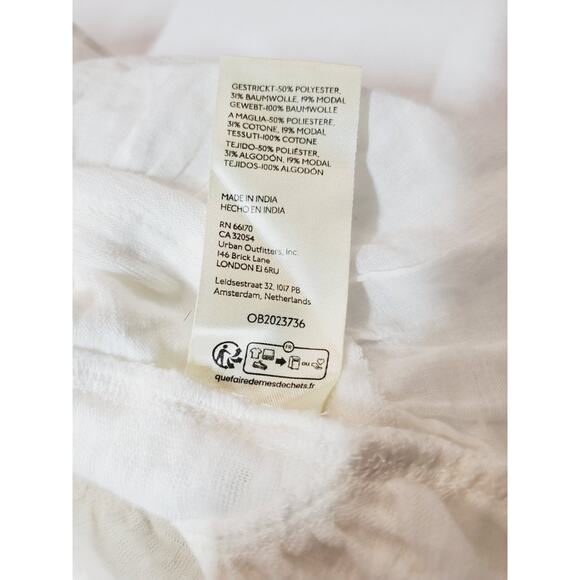 GESTRICKT-50% POLYESTER,
31% BAUMWOLLE, 19% MODAL
GEWEBT-100% BAUMWOLLE
A MAGLIA-50% POLIESTERE,
31% COTONE, 19% MODAL
TESSUTI-100% COTONE
TEJIDO-50% POLIÉSTER,
31% ALGODÓN, 19% MODAL
TEJIDOS-100% ALGODÓN
MADE IN INDIA
HECHO EN INDIA
RN 66170
CA 32054
Urban Outfitters, Inc.
146 Brick Lane
LONDON E1 6RU
Leidsestraat 32, 1017 PB
Amsterdam, Netherlands
OB2023736
FR
OU
quefairedemesdechets.fr